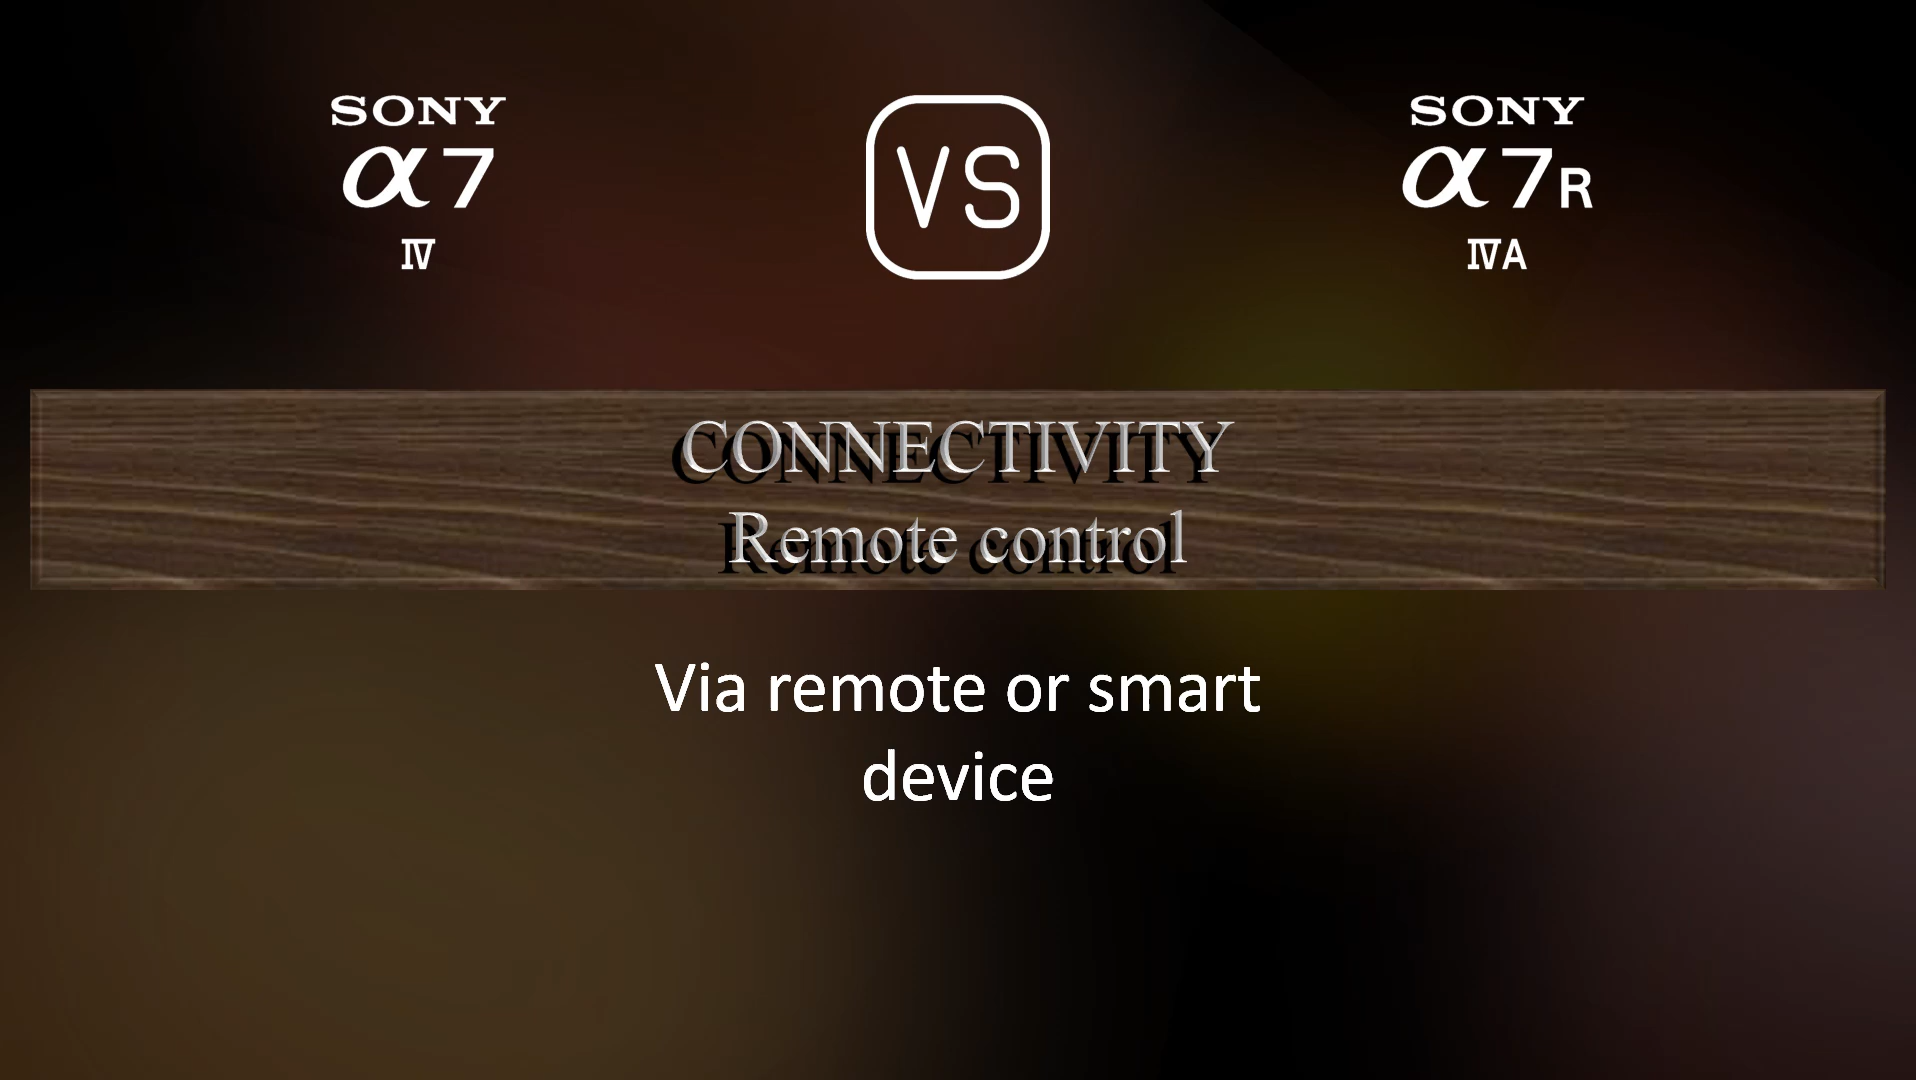 SONY
α7
IV
VS
SONY
α7R
IVA
CONNECTIVITY
Remote control
Via remote or smart
device